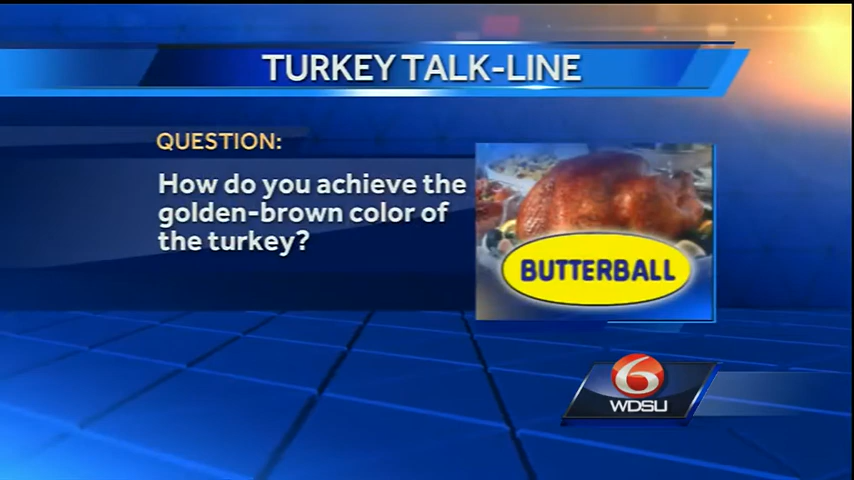 TURKEY TALK-LINE
QUESTION:
How do you achieve the
golden-brown color of
the turkey?
BUTTERBALL
6
WDSU